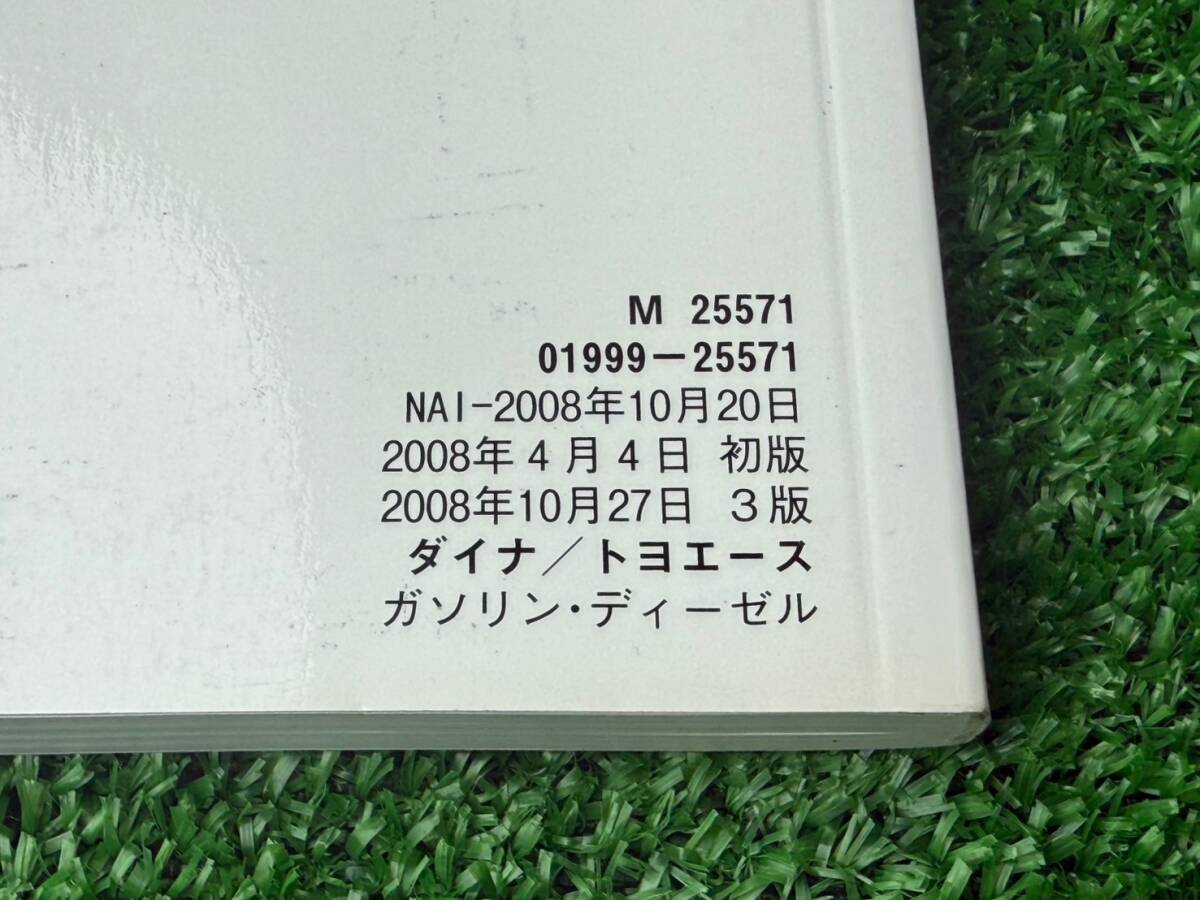 M 25571
01999−25571
NAI−2008年10月20日
2008年 4 月 4 日 初版
2008年10月27日 3版
ダイナ／トヨエース
ガソリン・ディーゼル